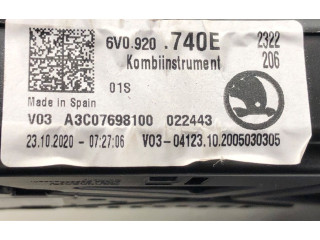 6V0.920 .740E 2322
Kombiinstrument 206
01S
Made in Spain
V03 A3C07698100 022443
23.10.2020 - 07:27:06 V03-04123.10.2005030305